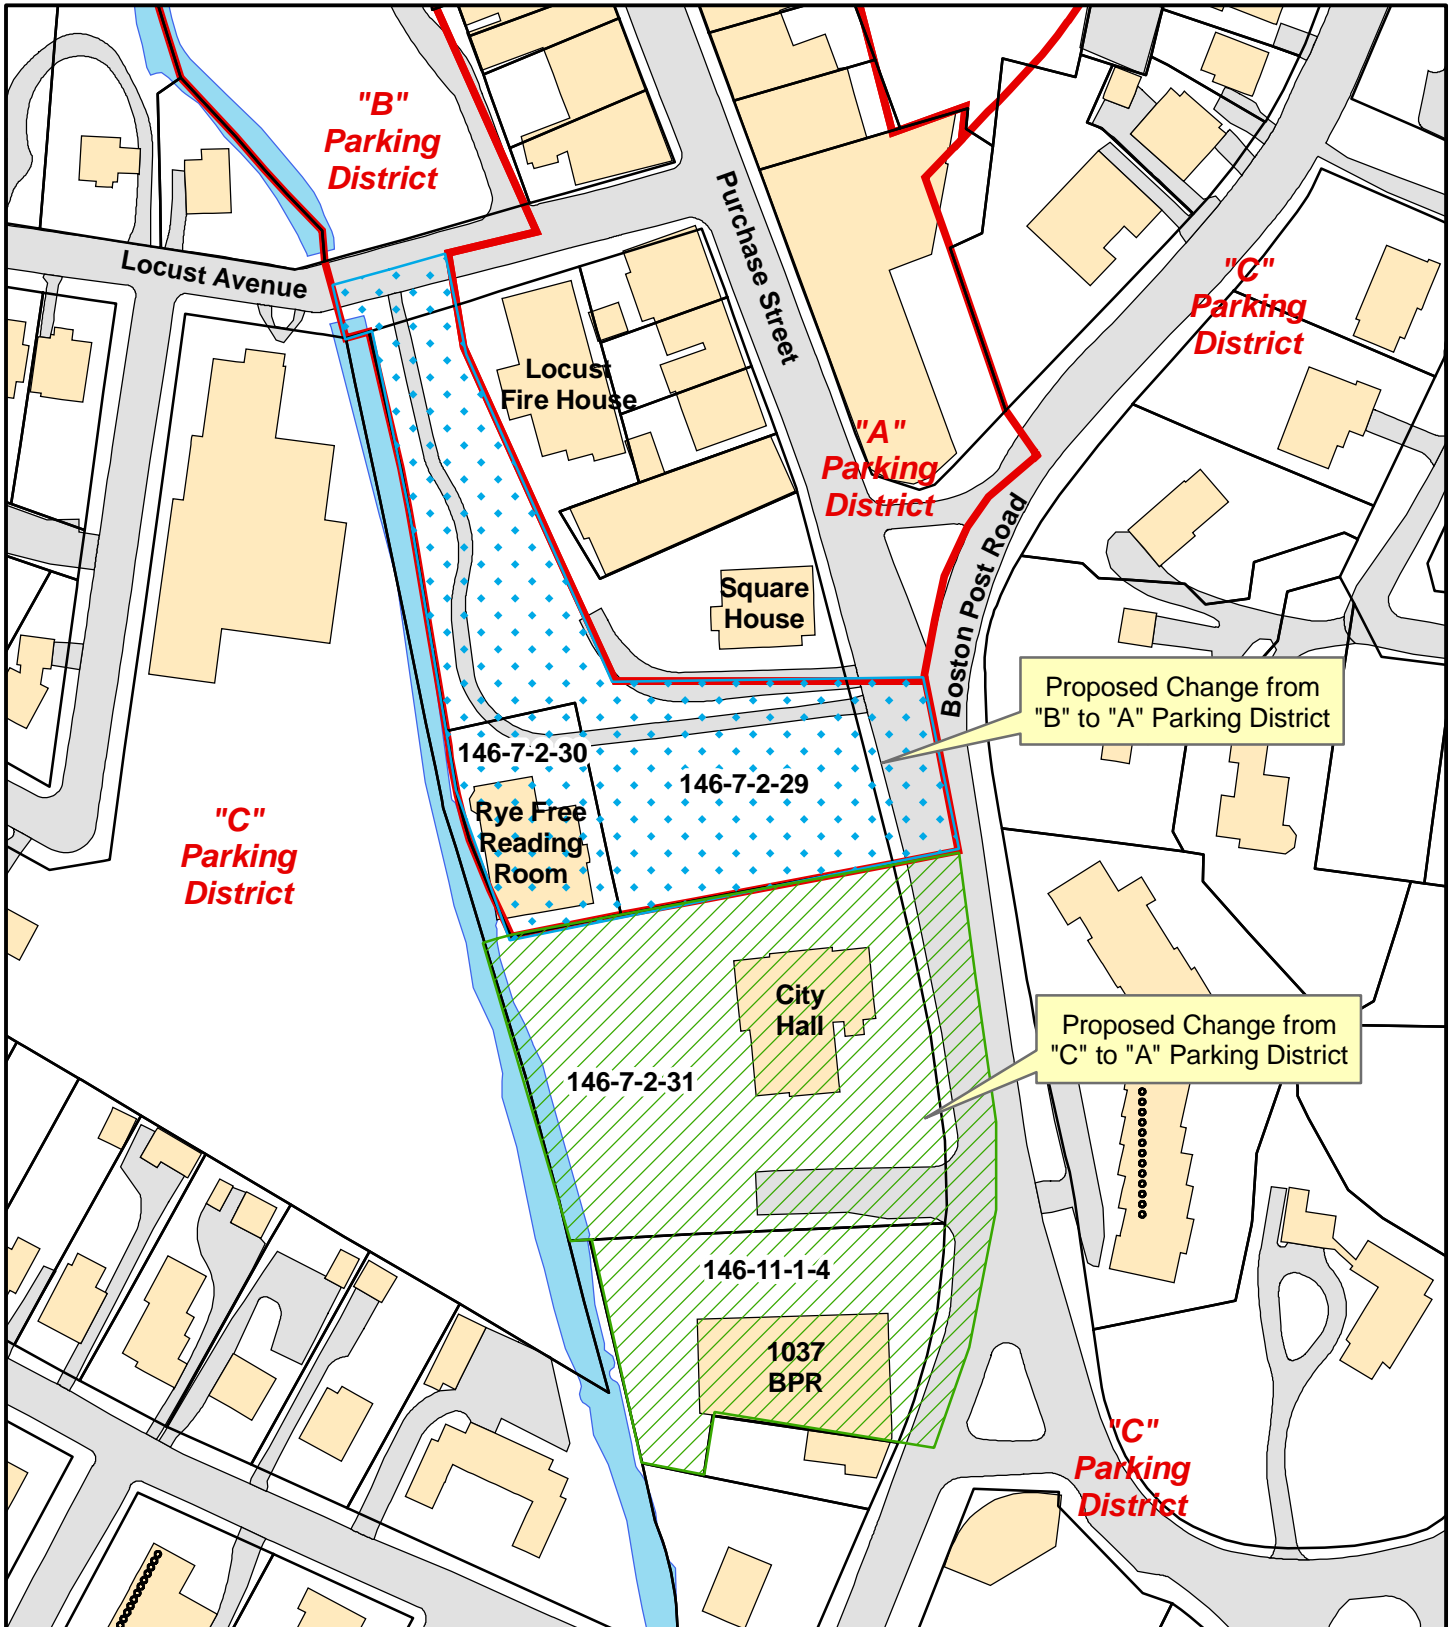 "B"
Parking
District
Purchase Street
Locust Avenue
"C"
Parking
District
Locust
Fire House
"A"
Parking
District
Boston Post Road
Square
House
Proposed Change from
"B" to "A" Parking District
146-7-2-30
146-7-2-29
Rye Free
Reading
Room
"C"
Parking
District
City
Hall
Proposed Change from
"C" to "A" Parking District
146-7-2-31
146-11-1-4
1037
BPR
"C"
Parking
District